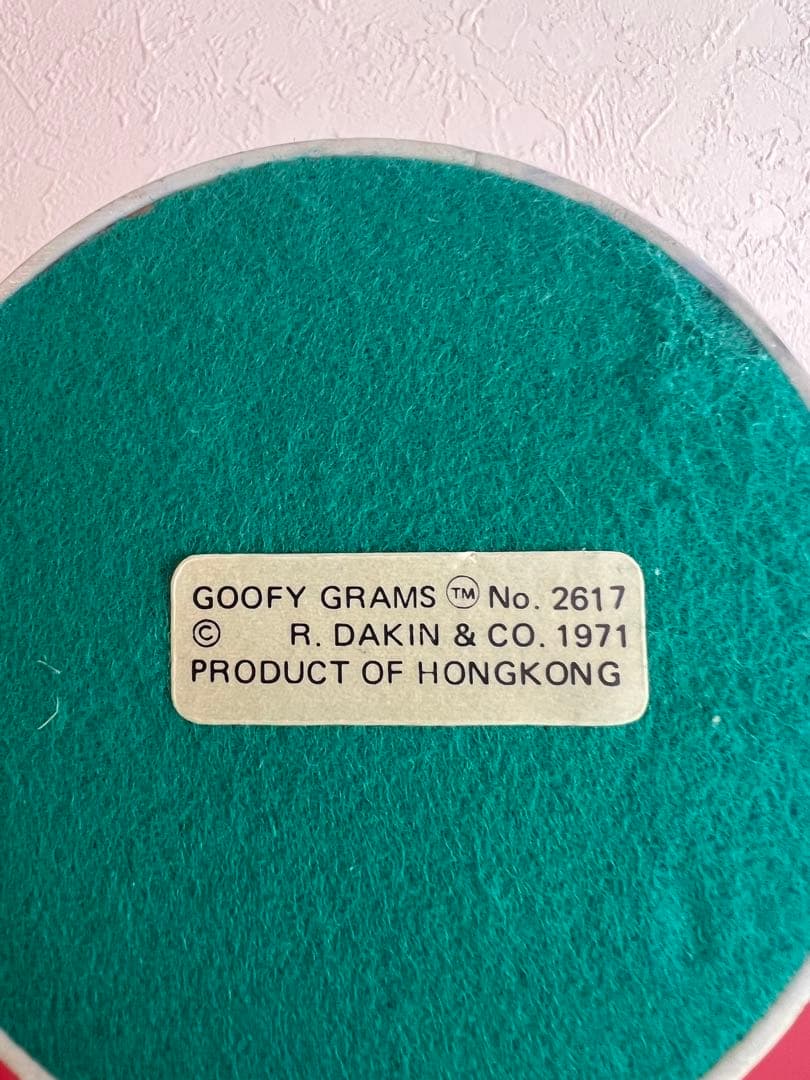 GOOFY GRAMS ™ No. 2617
© R. DAKIN & CO. 1971
PRODUCT OF HONGKONG